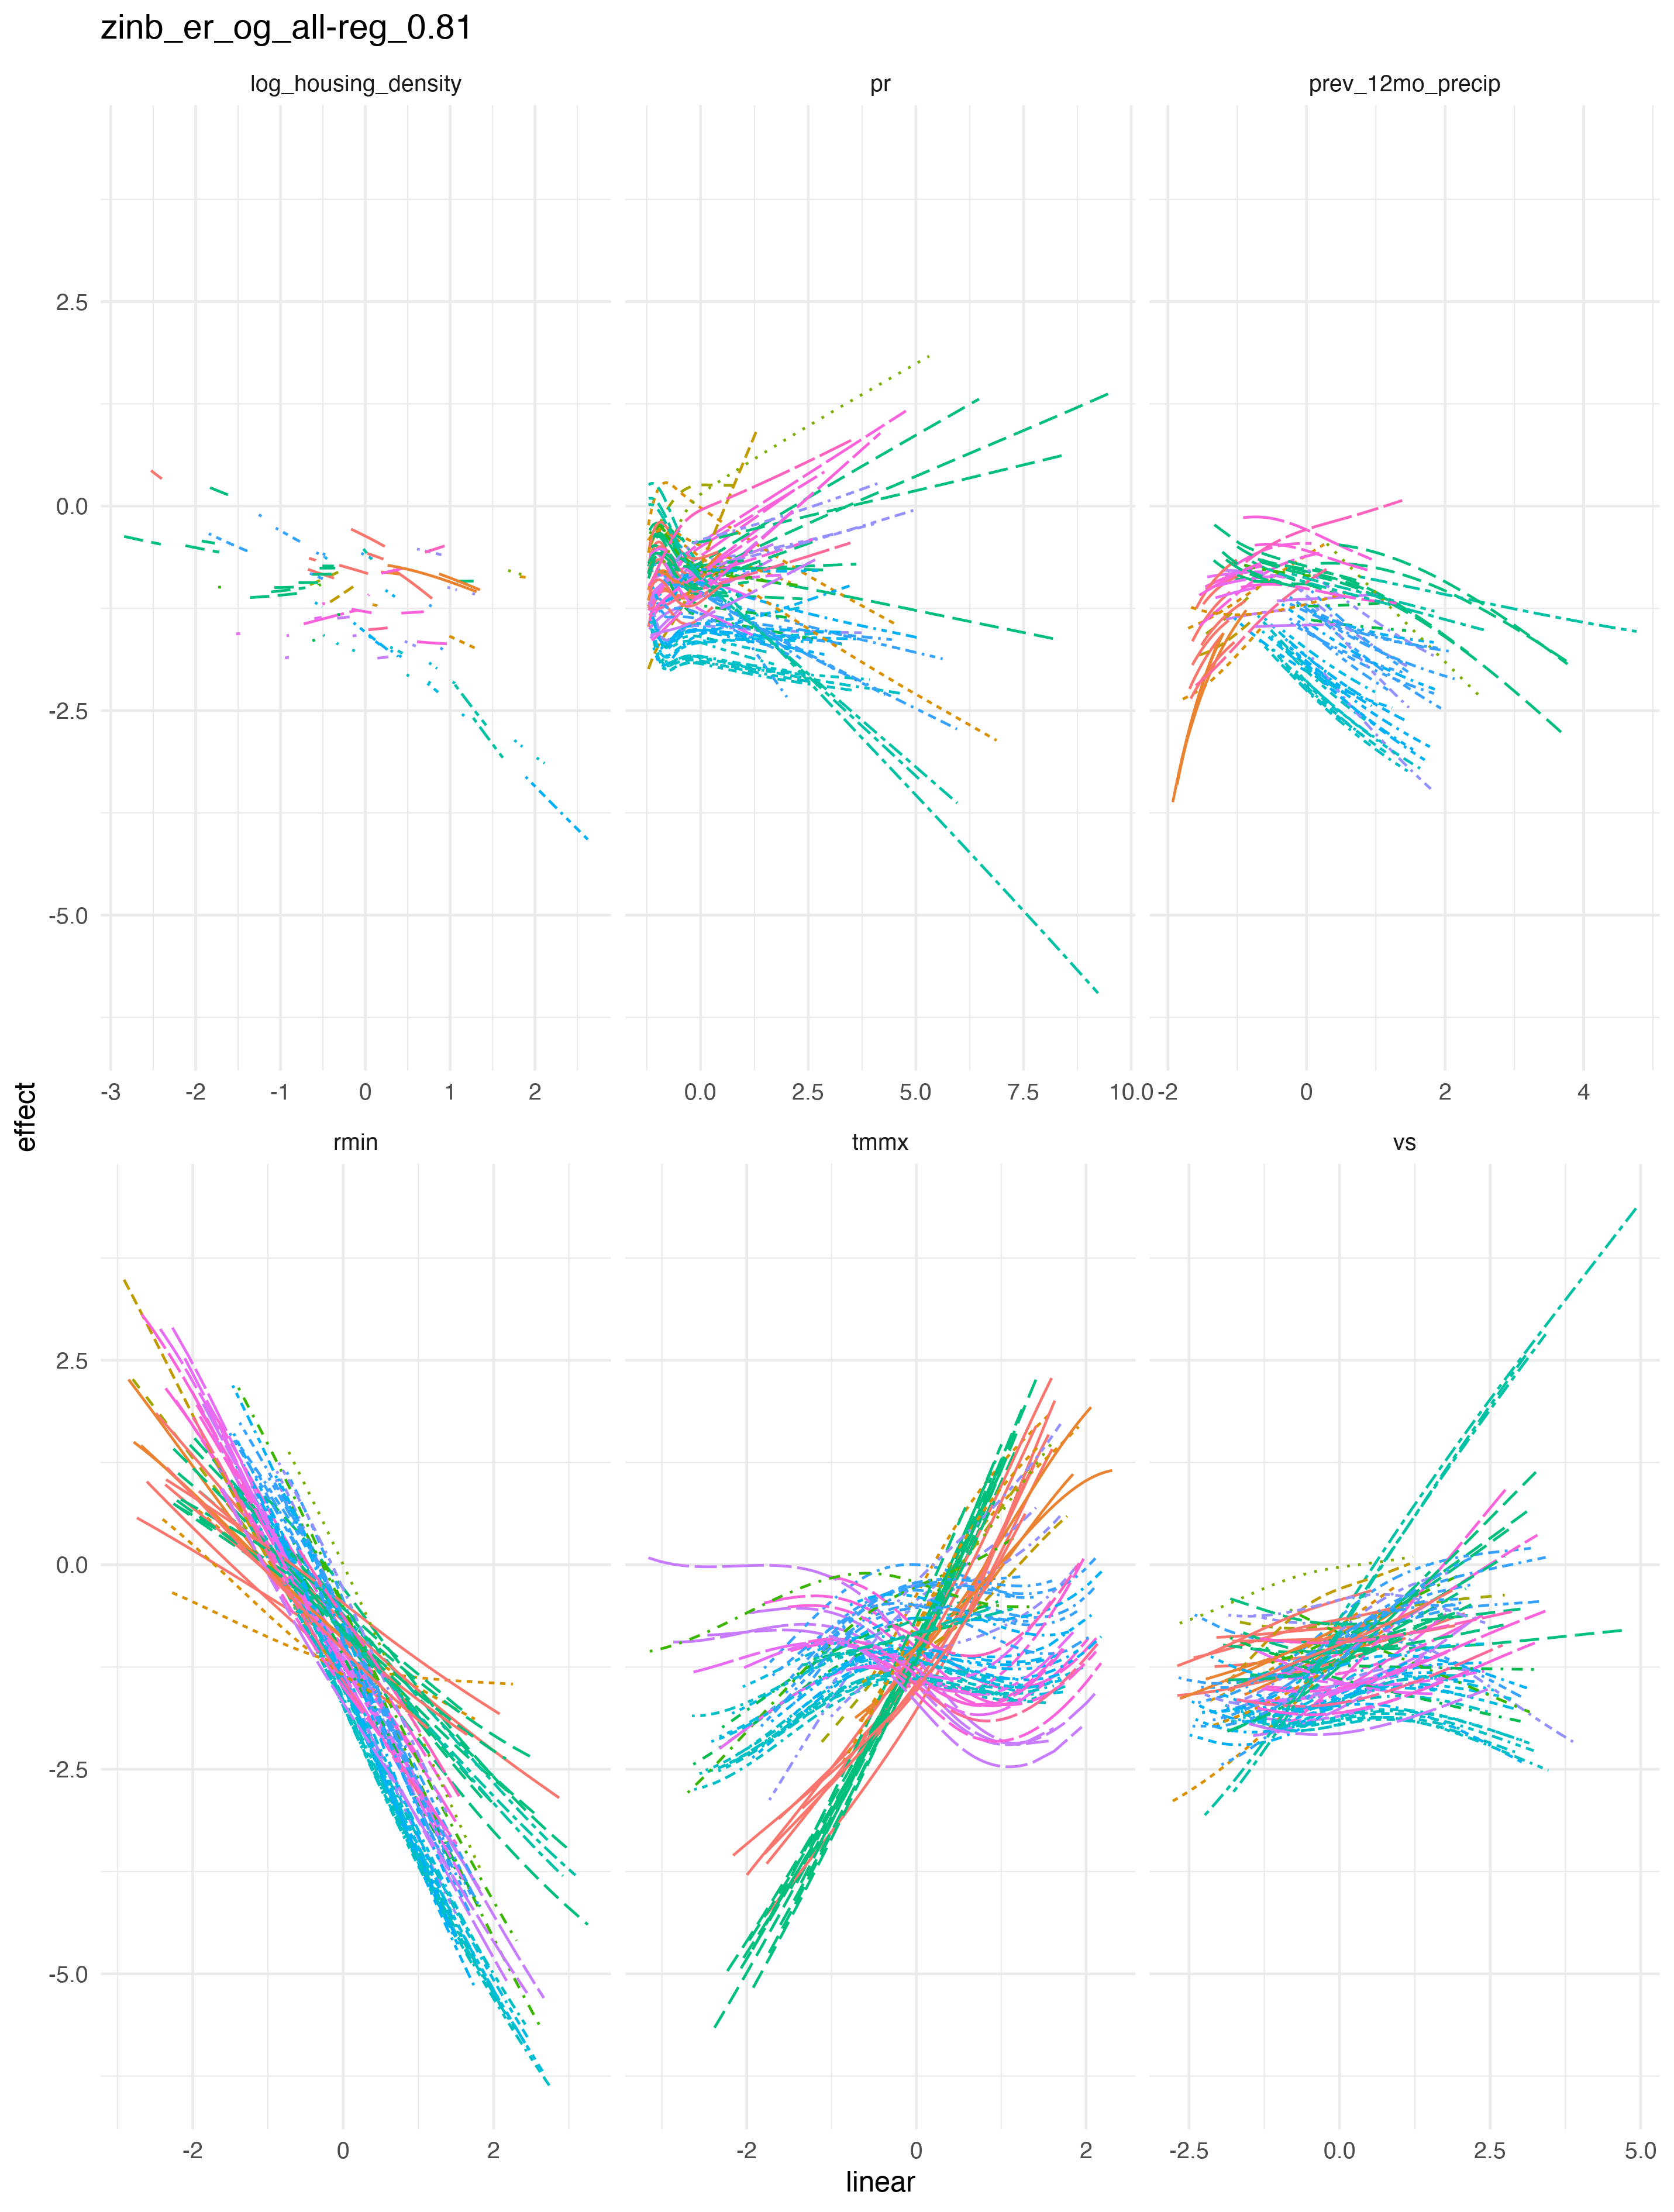 zinb_er_og_all-reg_0.81
log_housing_density pr prev_12mo_precip
2.5
0.0
-2.5
-5.0
-3 -2 -1 0 1 2 0.0 2.5 5.0 7.5 10.0 -2 0 2 4
effect
rmin tmmx vs
2.5
0.0
-2.5
-5.0
-2 0 2 -2 0 2 -2.5 0.0 2.5 5.0
linear